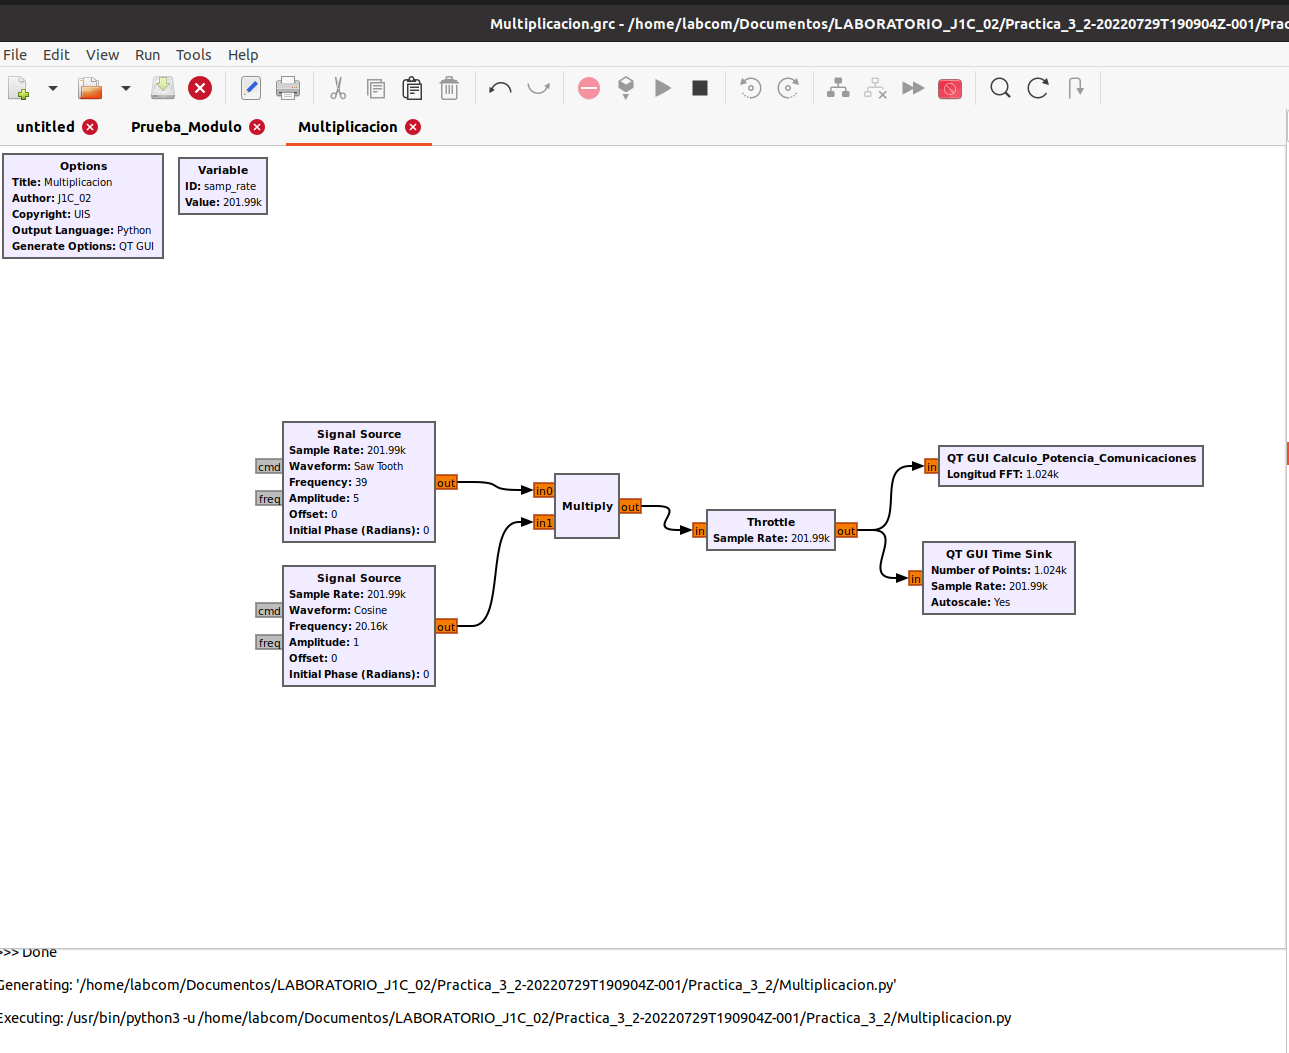 Multiplicacion.grc - /home/labcom/Documentos/LABORATORIO_J1C_02/Practica_3_2-20220729T190904Z-001/Prac
File Edit View Run Tools Help
untitled Prueba_Modulo Multiplicacion
Options
Title: Multiplicacion
Author: J1C_02
Copyright: UIS
Output Language: Python
Generate Options: QT GUI
Variable
ID: samp_rate
Value: 201.99k
Signal Source
Sample Rate: 201.99k
Waveform: Saw Tooth
Frequency: 39
Amplitude: 5
Offset: 0
Initial Phase (Radians): 0
cmd
freq
out
Signal Source
Sample Rate: 201.99k
Waveform: Cosine
Frequency: 20.16k
Amplitude: 1
Offset: 0
Initial Phase (Radians): 0
cmd
freq
out
in0
in1
Multiply
out
in
Throttle
Sample Rate: 201.99k
out
in
QT GUI Calculo_Potencia_Comunicaciones
Longitud FFT: 1.024k
in
QT GUI Time Sink
Number of Points: 1.024k
Sample Rate: 201.99k
Autoscale: Yes
>>> Done
Generating: '/home/labcom/Documentos/LABORATORIO_J1C_02/Practica_3_2-20220729T190904Z-001/Practica_3_2/Multiplicacion.py'
Executing: /usr/bin/python3 -u /home/labcom/Documentos/LABORATORIO_J1C_02/Practica_3_2-20220729T190904Z-001/Practica_3_2/Multiplicacion.py